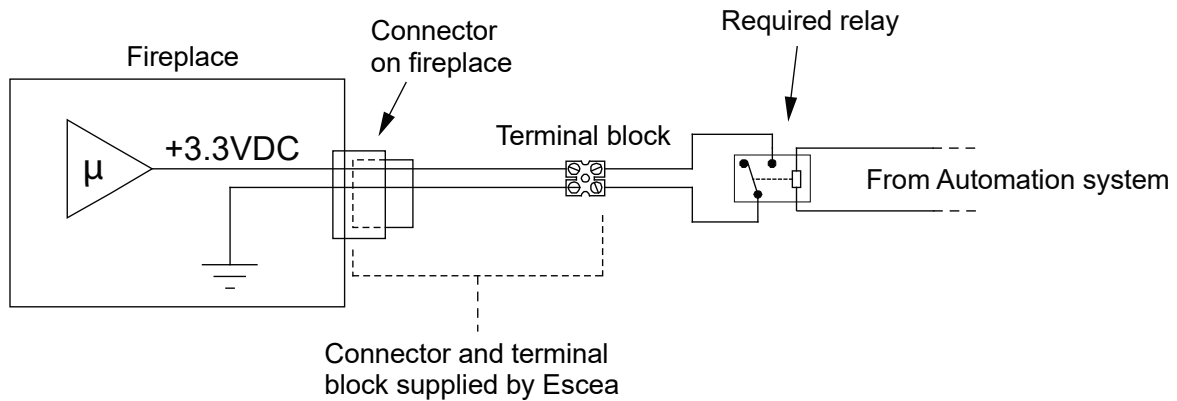 Required relay
Connector
on fireplace
Fireplace
+3.3VDC
Terminal block
μ
From Automation system
Connector and terminal
block supplied by Escea